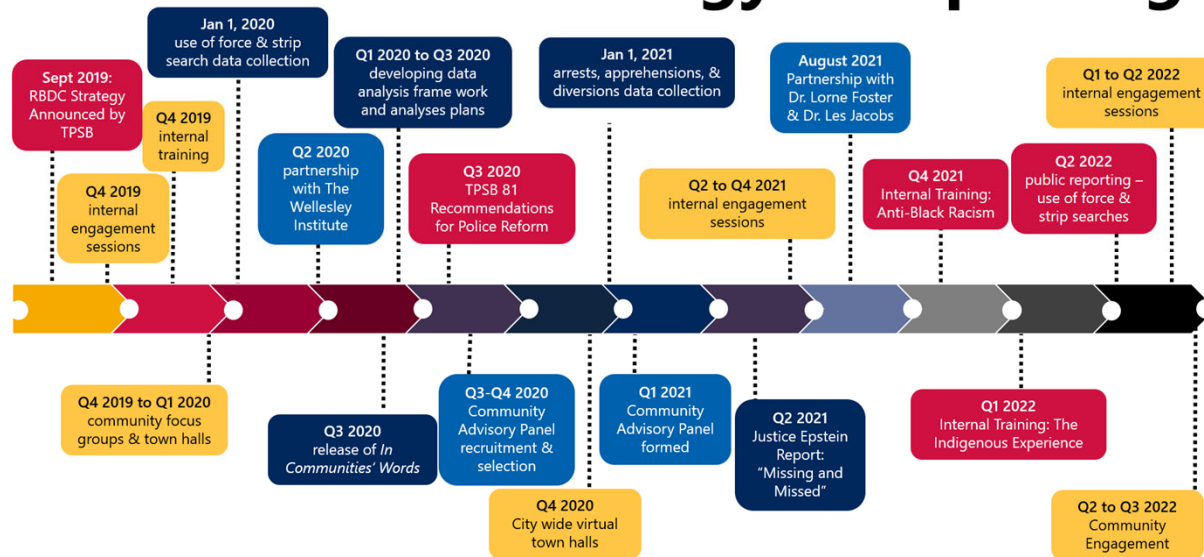 Sept 2019:
RBDC Strategy
Announced by
TPSB
Q4 2019
internal
engagement
sessions
Q4 2019
internal
training
Jan 1, 2020
use of force & strip
search data collection
Q2 2020
partnership
with The
Wellesley
Institute
Q1 2020 to Q3 2020
developing data
analysis frame work
and analyses plans
Q3 2020
TPSB 81
Recommendations
for Police Reform
Jan 1, 2021
arrests, apprehensions, &
diversions data collection
Q2 to Q4 2021
internal engagement
sessions
August 2021
Partnership with
Dr. Lorne Foster
& Dr. Les Jacobs
Q4 2021
Internal Training:
Anti-Black Racism
Q2 2022
public reporting –
use of force &
strip searches
Q1 to Q2 2022
internal engagement
sessions
Q4 2019 to Q1 2020
community focus
groups & town halls
Q3 2020
release of In
Communities' Words
Q3-Q4 2020
Community
Advisory Panel
recruitment &
selection
Q4 2020
City wide virtual
town halls
Q1 2021
Community
Advisory Panel
formed
Q2 2021
Justice Epstein
Report:
"Missing and
Missed"
Q1 2022
Internal Training: The
Indigenous Experience
Q2 to Q3 2022
Community
Engagement